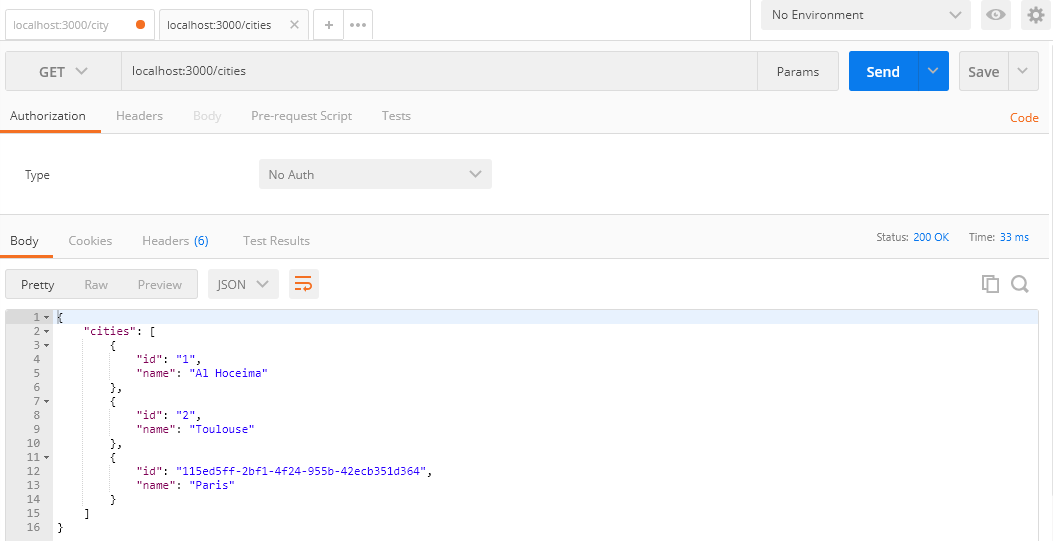 localhost:3000/city localhost:3000/cities No Environment
GET localhost:3000/cities Params Send Save
Authorization Headers Body Pre-request Script Tests Code
Type No Auth
Body Cookies Headers (6) Test Results Status: 200 OK Time: 33 ms
Pretty Raw Preview JSON
1 {
2 "cities": [
3 {
4 "id": "1",
5 "name": "Al Hoceima"
6 },
7 {
8 "id": "2",
9 "name": "Toulouse"
10 },
11 {
12 "id": "115ed5ff-2bf1-4f24-955b-42ecb351d364",
13 "name": "Paris"
14 }
15 ]
16 }